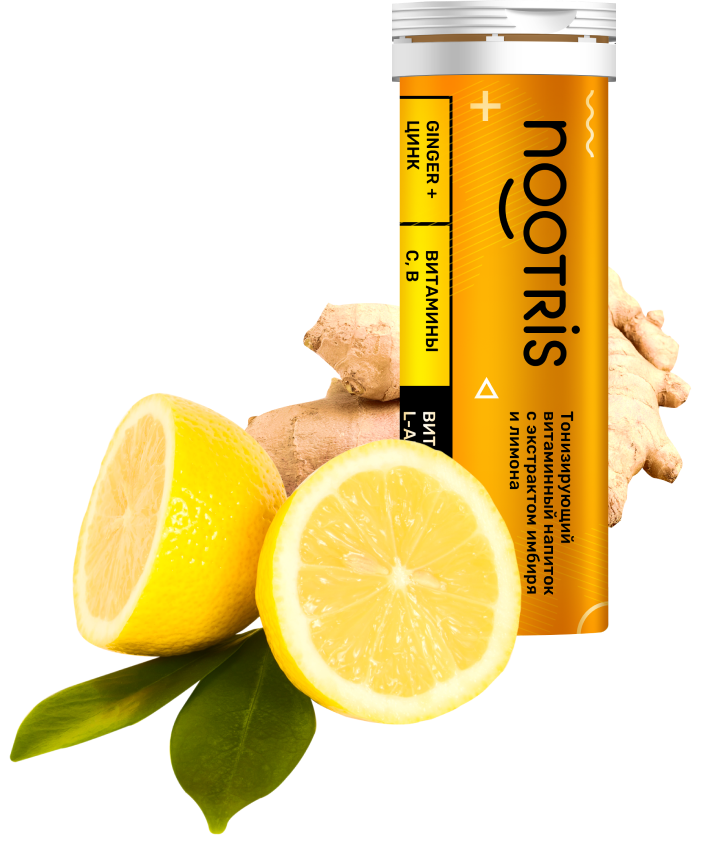 nooTRis
Тонизирующий
витаминный напиток
с экстрактом имбиря
и лимона
GINGER +
ЦИНК
ВИТАМИНЫ
С, В